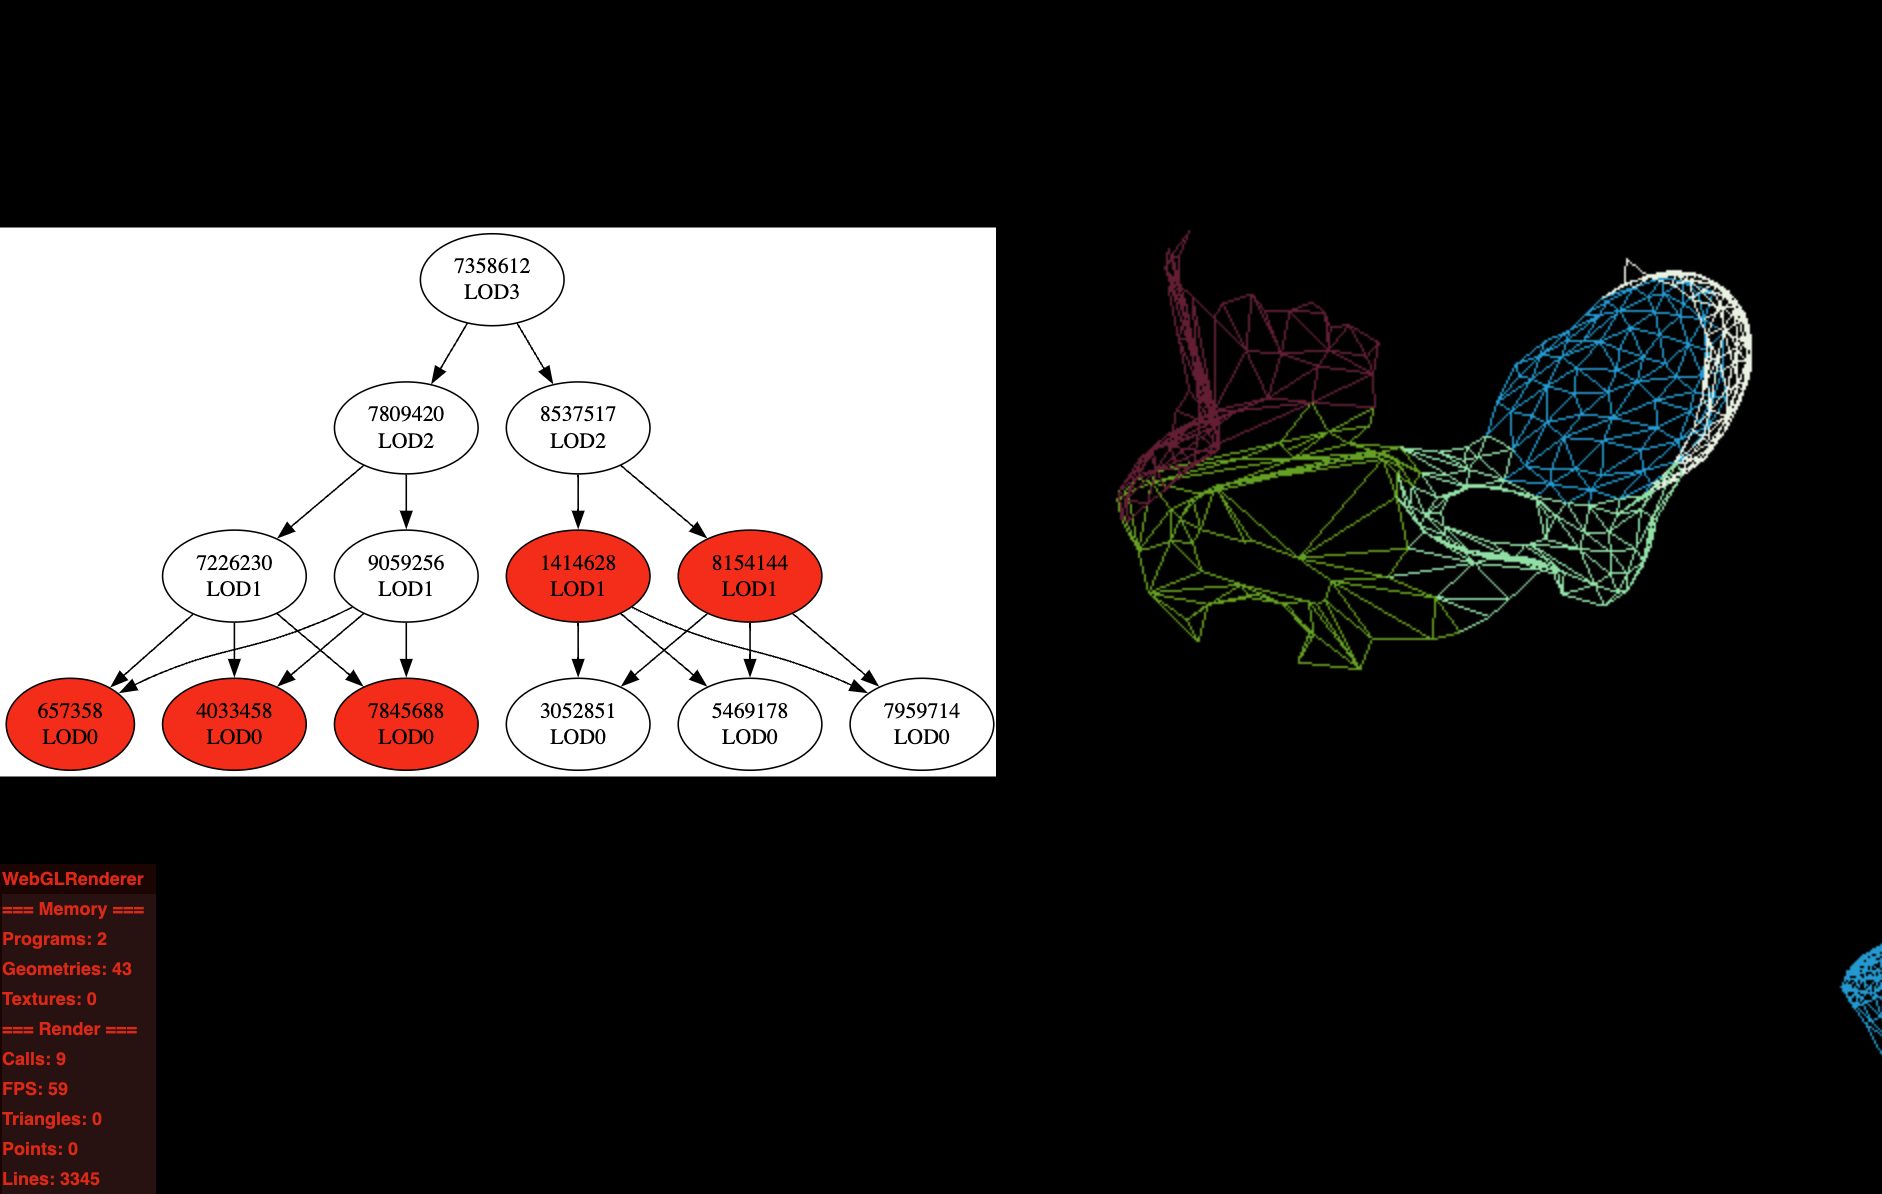 7358612
LOD3
7809420
LOD2
8537517
LOD2
7226230
LOD1
9059256
LOD1
1414628
LOD1
8154144
LOD1
657358
LOD0
4033458
LOD0
7845688
LOD0
3052851
LOD0
5469178
LOD0
7959714
LOD0
WebGLRenderer
=== Memory ===
Programs: 2
Geometries: 43
Textures: 0
=== Render ===
Calls: 9
FPS: 59
Triangles: 0
Points: 0
Lines: 3345